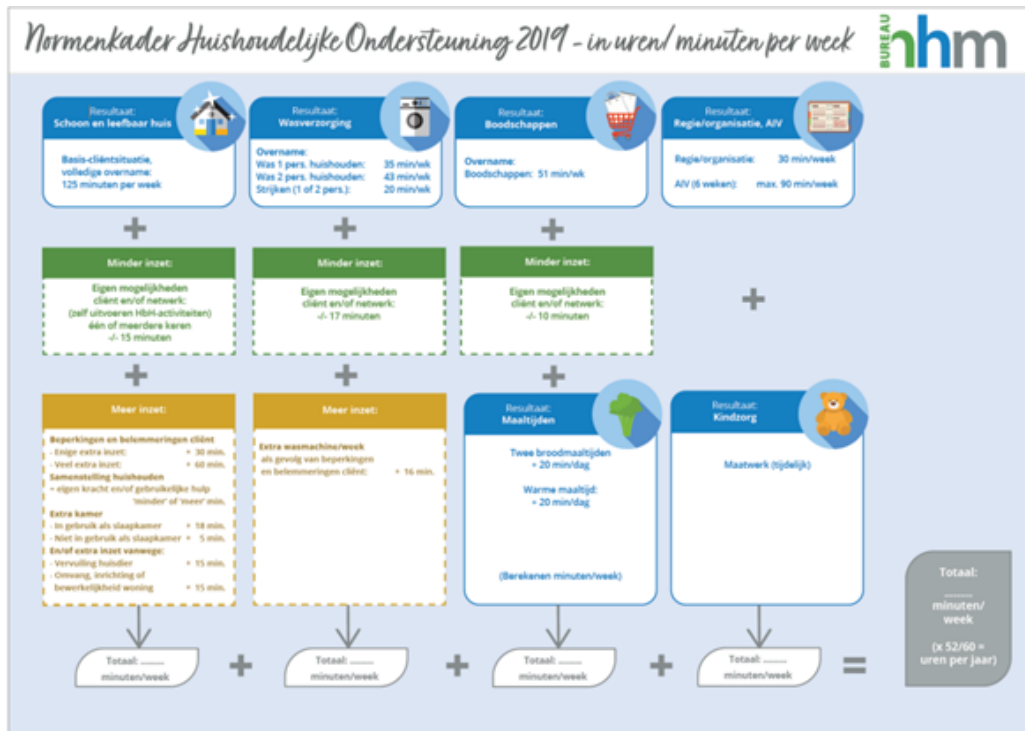 Normenkader Huishoudelijke Ondersteuning 2019 - in uren/ minuten per week
BUREAU
nhm
Resultaat:
Schoon en leefbaar huis
Basis-cliëntsituatie,
volledige overname:
125 minuten per week
Resultaat:
Wasverzorging
Overname:
Was 1 pers. huishouden: 35 min/wk
Was 2 pers. huishouden: 43 min/wk
Strijken (1 of 2 pers.): 20 min/wk
Resultaat:
Boodschappen
Overname:
Boodschappen: 51 min/wk
Resultaat:
Regie/organisatie, AIV
Regie/organisatie: 30 min/week
AIV (6 weken): max. 90 min/week
+
+
+
Minder inzet:
Eigen mogelijkheden
cliënt en/of netwerk:
(zelf uitvoeren HbH-activiteiten)
één of meerdere keren
-/- 15 minuten
Minder inzet:
Eigen mogelijkheden
cliënt en/of netwerk:
-/- 17 minuten
Minder inzet:
Eigen mogelijkheden
cliënt en/of netwerk:
-/- 10 minuten
+
+
+
+
Meer inzet:
Beperkingen en belemmeringen cliënt
- Enige extra inzet: + 30 min.
- Veel extra inzet: + 60 min.
Samenstelling huishouden
= eigen kracht en/of gebruikelijke hulp
'minder' of 'meer' min.
Extra kamer
- In gebruik als slaapkamer + 18 min.
- Niet in gebruik als slaapkamer + 5 min.
En/of extra inzet vanwege:
- Vervuiling huisdier + 15 min.
- Omvang, inrichting of
bewerkelijkheid woning + 15 min.
Meer inzet:
Extra wasmachine/week
als gevolg van beperkingen
en belemmeringen cliënt: + 16 min.
Resultaat:
Maaltijden
Twee broodmaaltijden
= 20 min/dag
Warme maaltijd:
= 20 min/dag
(Berekenen minuten/week)
Resultaat:
Kindzorg
Maatwerk (tijdelijk)
Totaal: ........
minuten/week
+
Totaal: ........
minuten/week
+
Totaal: ........
minuten/week
+
Totaal: ........
minuten/week
=
Totaal:
........
minuten/
week
(x 52/60 =
uren per jaar)